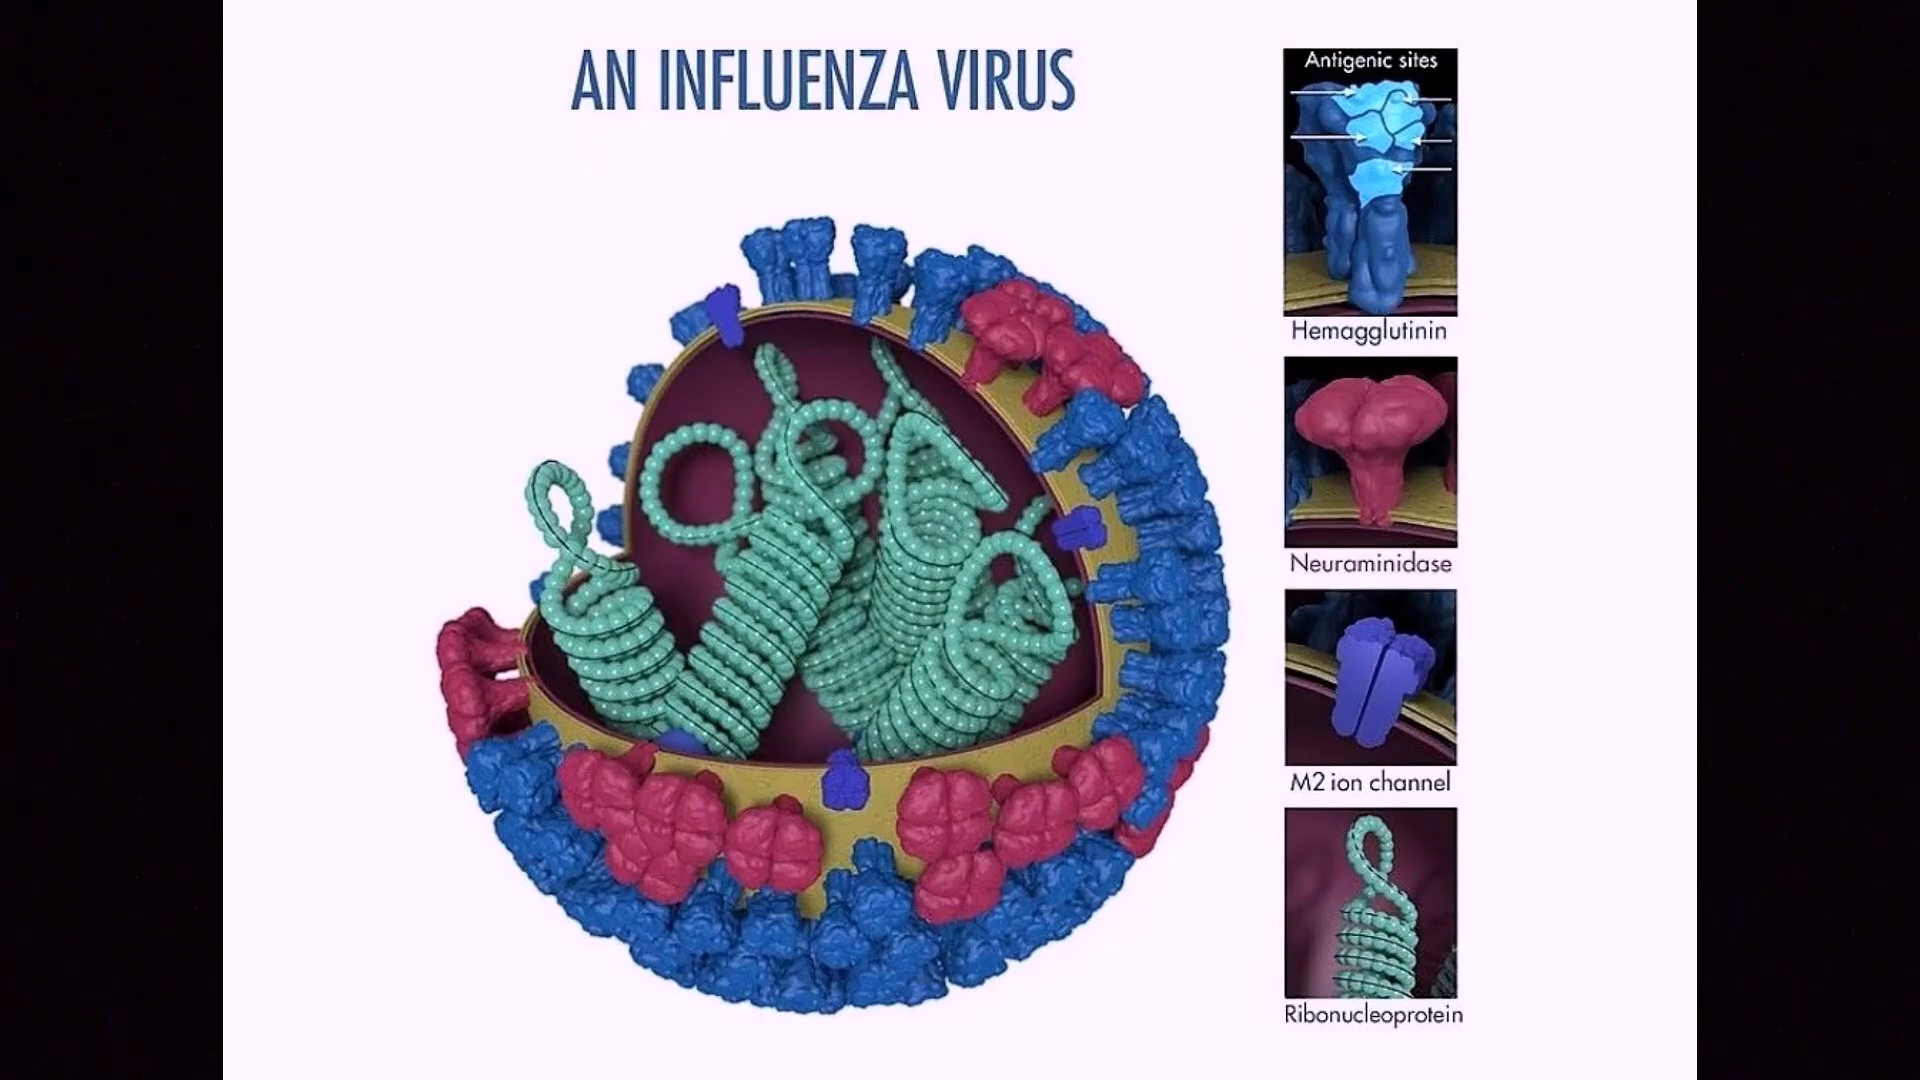 AN INFLUENZA VIRUS
Antigenic sites
Hemagglutinin
Neuraminidase
M2 ion channel
Ribonucleoprotein